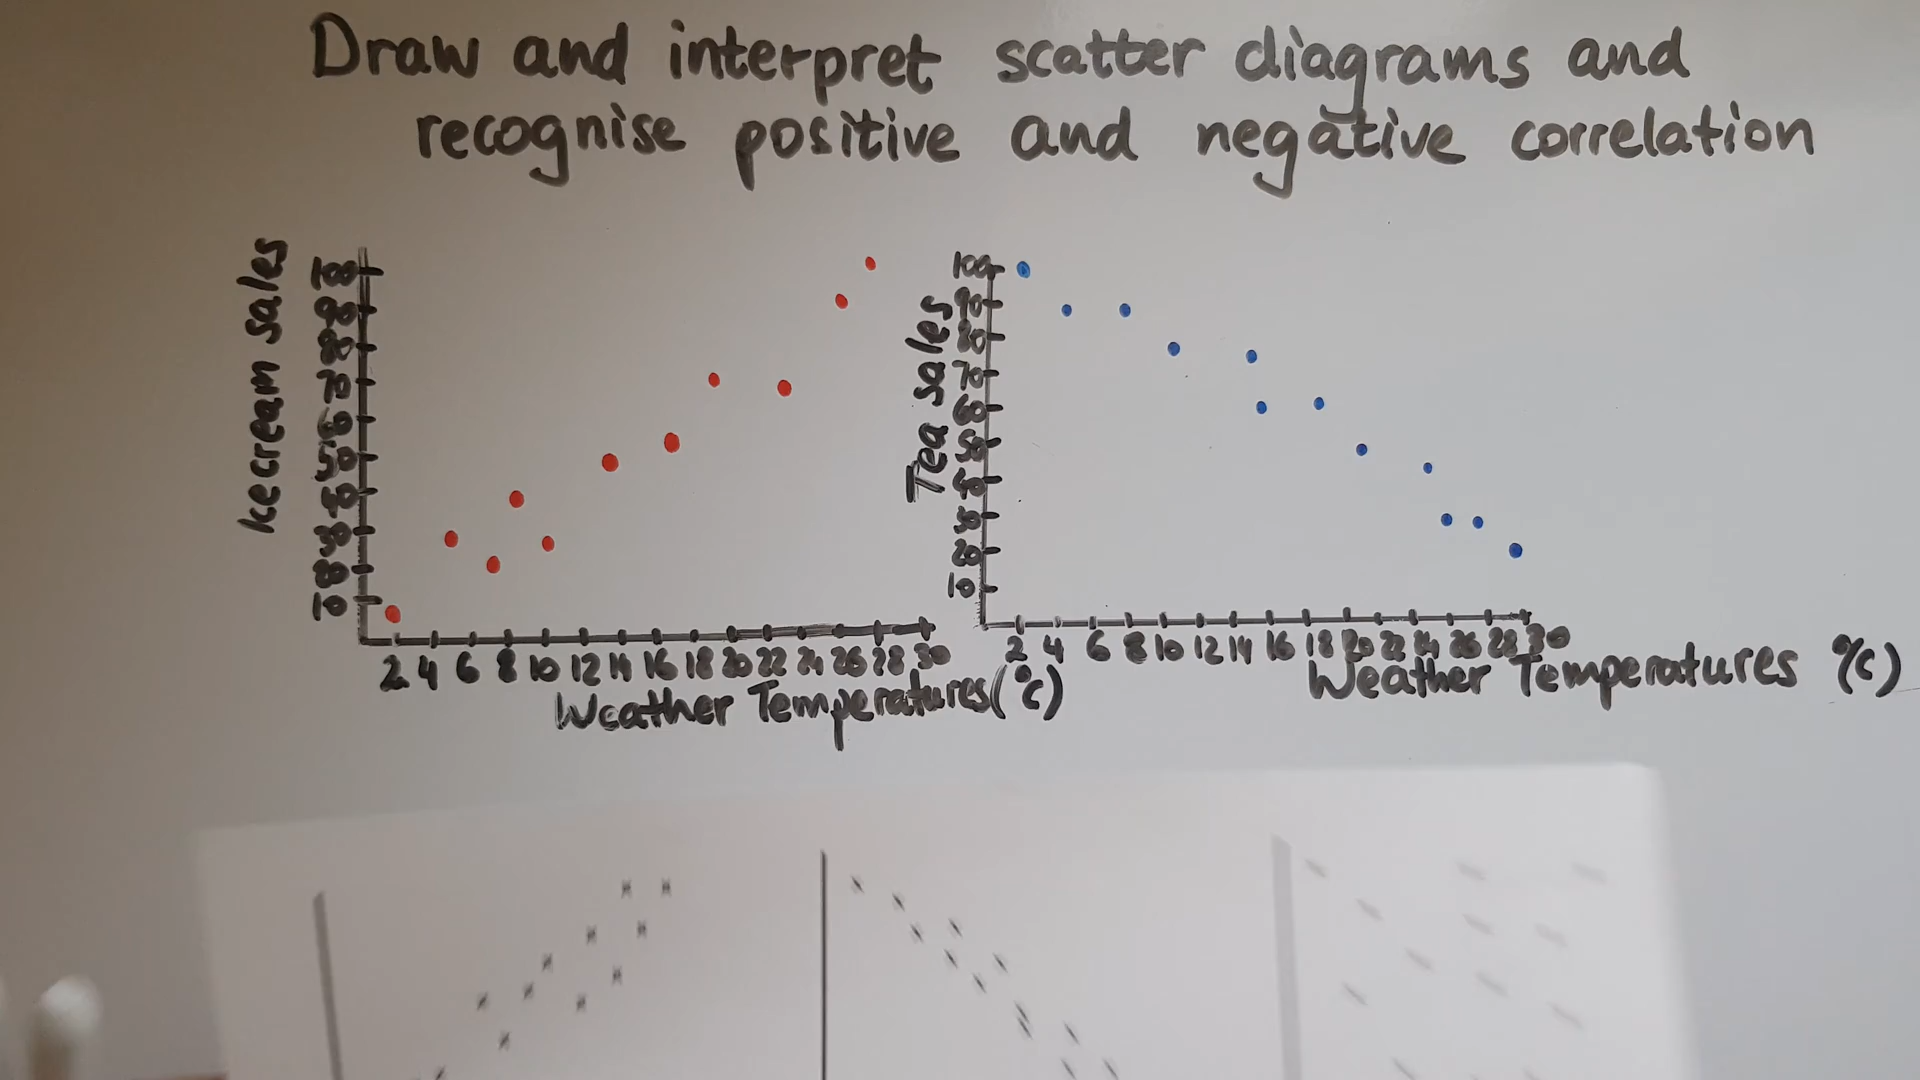 Draw and interpret scatter diagrams and
recognise positive and negative correlation
Icecream sales
100
90
80
70
60
50
40
30
20
10
2 4 6 8 10 12 14 16 18 20 22 24 26 28 30
Weather Temperatures (°C)
Tea sales
100
90
80
70
60
50
40
30
20
10
2 4 6 8 10 12 14 16 18 20 22 24 26 28 30
Weather Temperatures °(C)